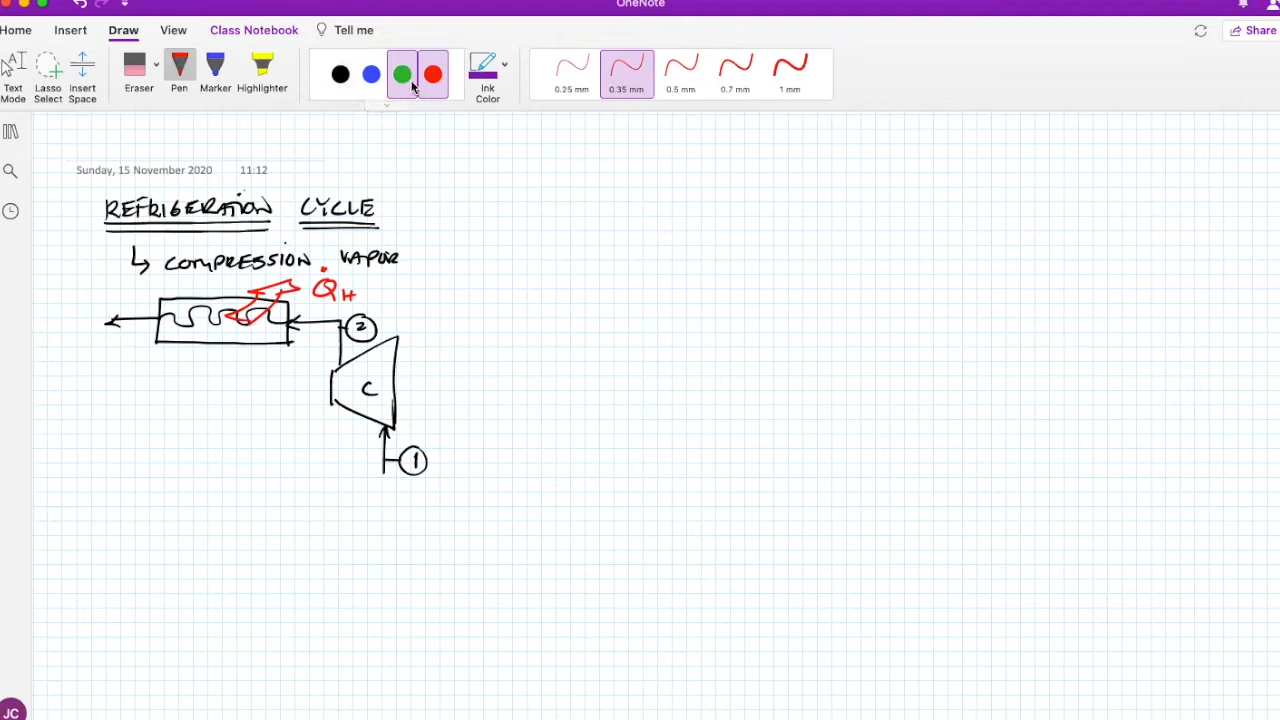 OneNote
Home Insert Draw View Class Notebook Tell me Share
Text Mode
Lasso Select
Insert Space
Eraser
Pen
Marker
Highlighter
Ink Color
0.25 mm
0.35 mm
0.5 mm
0.7 mm
1 mm
Sunday, 15 November 2020 11:12
REFRIGERATION CYCLE
↳ COMPRESSION VAPOR
Q̇H
2
C
1
JC